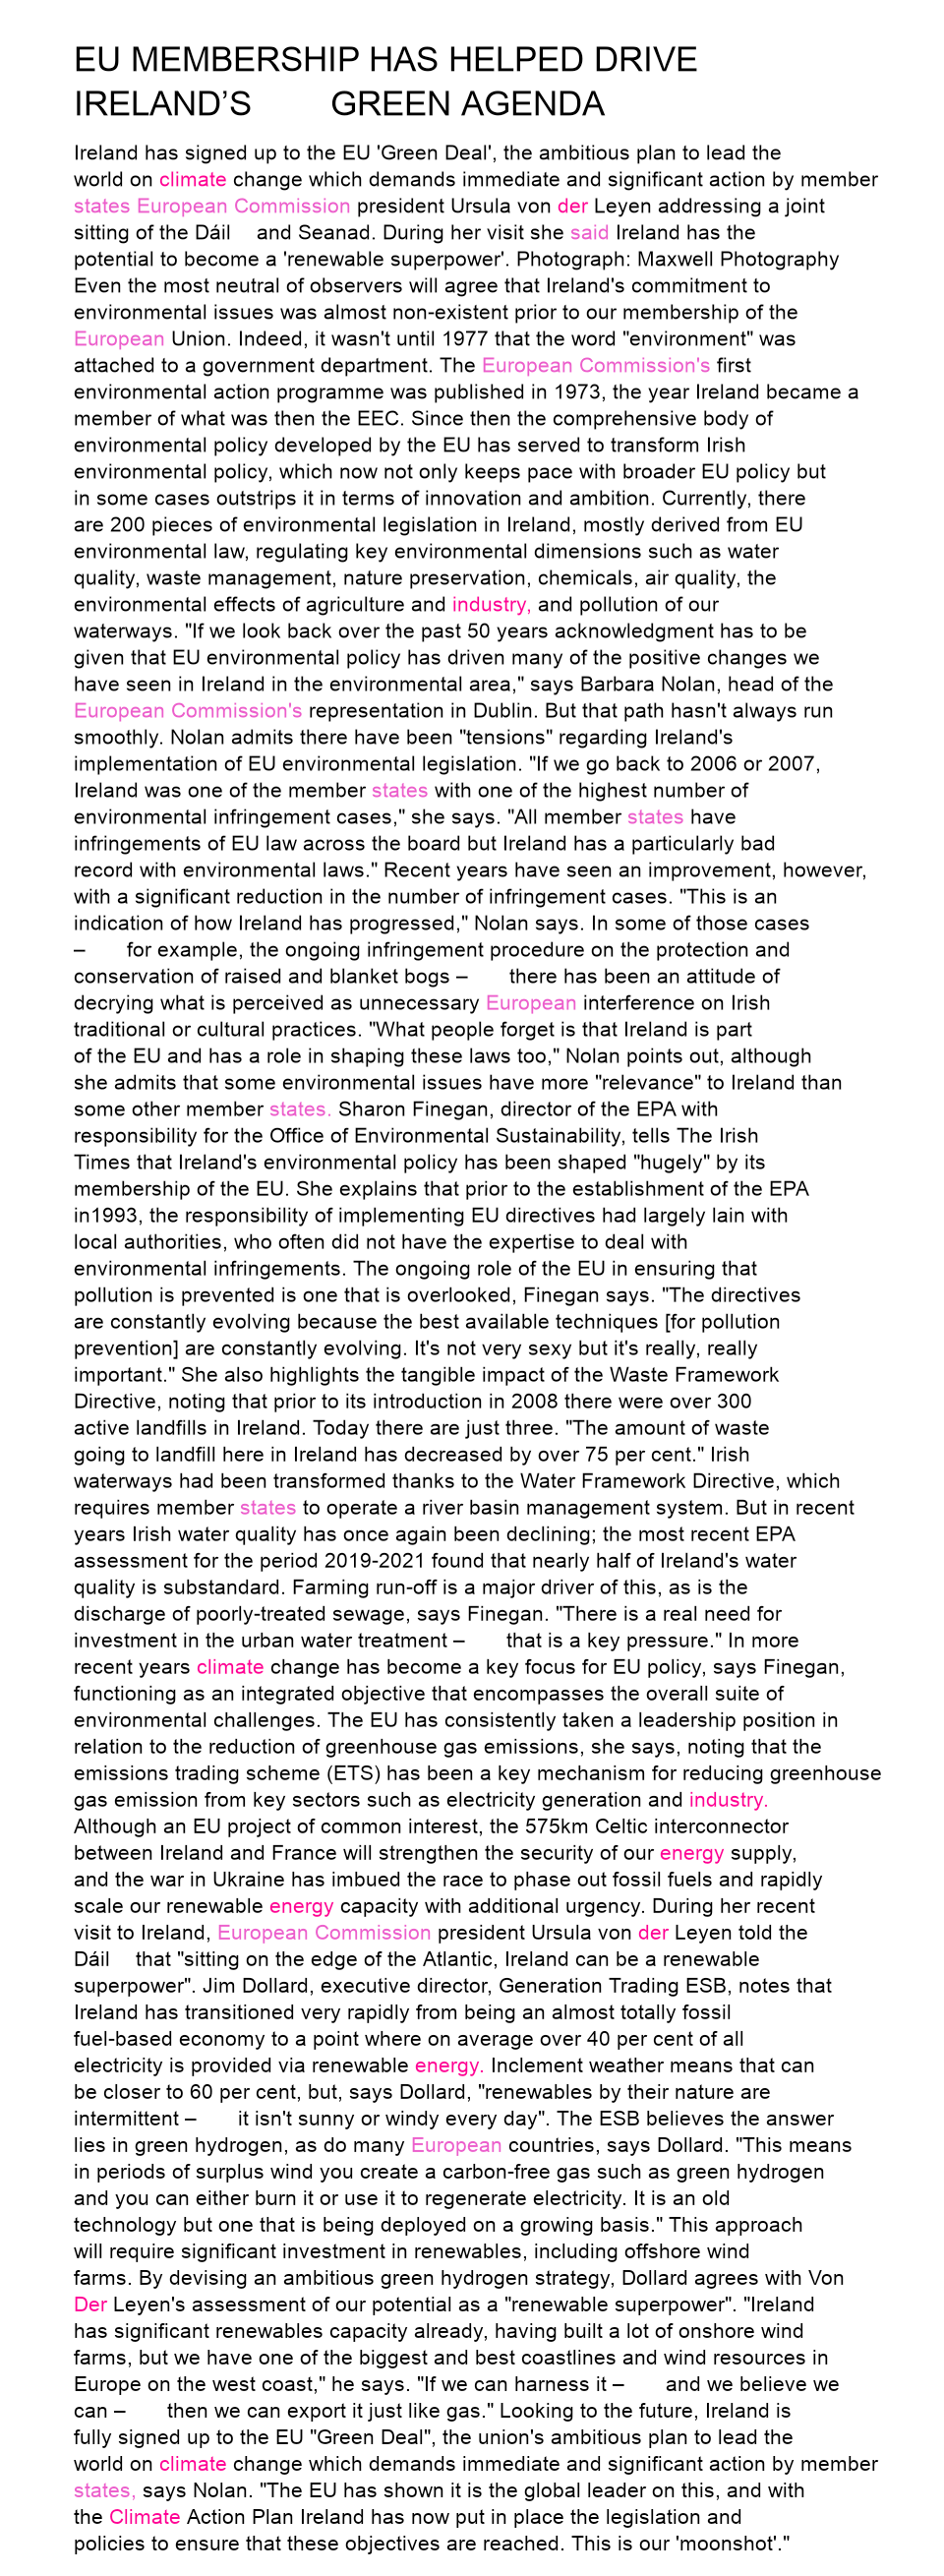 EU MEMBERSHIP HAS HELPED DRIVE
IRELAND’S GREEN AGENDA
Ireland has signed up to the EU 'Green Deal', the ambitious plan to lead the
world on climate change which demands immediate and significant action by member
states European Commission president Ursula von der Leyen addressing a joint
sitting of the Dáil and Seanad. During her visit she said Ireland has the
potential to become a 'renewable superpower'. Photograph: Maxwell Photography
Even the most neutral of observers will agree that Ireland's commitment to
environmental issues was almost non-existent prior to our membership of the
European Union. Indeed, it wasn't until 1977 that the word "environment" was
attached to a government department. The European Commission's first
environmental action programme was published in 1973, the year Ireland became a
member of what was then the EEC. Since then the comprehensive body of
environmental policy developed by the EU has served to transform Irish
environmental policy, which now not only keeps pace with broader EU policy but
in some cases outstrips it in terms of innovation and ambition. Currently, there
are 200 pieces of environmental legislation in Ireland, mostly derived from EU
environmental law, regulating key environmental dimensions such as water
quality, waste management, nature preservation, chemicals, air quality, the
environmental effects of agriculture and industry, and pollution of our
waterways. "If we look back over the past 50 years acknowledgment has to be
given that EU environmental policy has driven many of the positive changes we
have seen in Ireland in the environmental area," says Barbara Nolan, head of the
European Commission's representation in Dublin. But that path hasn't always run
smoothly. Nolan admits there have been "tensions" regarding Ireland's
implementation of EU environmental legislation. "If we go back to 2006 or 2007,
Ireland was one of the member states with one of the highest number of
environmental infringement cases," she says. "All member states have
infringements of EU law across the board but Ireland has a particularly bad
record with environmental laws." Recent years have seen an improvement, however,
with a significant reduction in the number of infringement cases. "This is an
indication of how Ireland has progressed," Nolan says. In some of those cases
– for example, the ongoing infringement procedure on the protection and
conservation of raised and blanket bogs – there has been an attitude of
decrying what is perceived as unnecessary European interference on Irish
traditional or cultural practices. "What people forget is that Ireland is part
of the EU and has a role in shaping these laws too," Nolan points out, although
she admits that some environmental issues have more "relevance" to Ireland than
some other member states. Sharon Finegan, director of the EPA with
responsibility for the Office of Environmental Sustainability, tells The Irish
Times that Ireland's environmental policy has been shaped "hugely" by its
membership of the EU. She explains that prior to the establishment of the EPA
in1993, the responsibility of implementing EU directives had largely lain with
local authorities, who often did not have the expertise to deal with
environmental infringements. The ongoing role of the EU in ensuring that
pollution is prevented is one that is overlooked, Finegan says. "The directives
are constantly evolving because the best available techniques [for pollution
prevention] are constantly evolving. It's not very sexy but it's really, really
important." She also highlights the tangible impact of the Waste Framework
Directive, noting that prior to its introduction in 2008 there were over 300
active landfills in Ireland. Today there are just three. "The amount of waste
going to landfill here in Ireland has decreased by over 75 per cent." Irish
waterways had been transformed thanks to the Water Framework Directive, which
requires member states to operate a river basin management system. But in recent
years Irish water quality has once again been declining; the most recent EPA
assessment for the period 2019-2021 found that nearly half of Ireland's water
quality is substandard. Farming run-off is a major driver of this, as is the
discharge of poorly-treated sewage, says Finegan. "There is a real need for
investment in the urban water treatment – that is a key pressure." In more
recent years climate change has become a key focus for EU policy, says Finegan,
functioning as an integrated objective that encompasses the overall suite of
environmental challenges. The EU has consistently taken a leadership position in
relation to the reduction of greenhouse gas emissions, she says, noting that the
emissions trading scheme (ETS) has been a key mechanism for reducing greenhouse
gas emission from key sectors such as electricity generation and industry.
Although an EU project of common interest, the 575km Celtic interconnector
between Ireland and France will strengthen the security of our energy supply,
and the war in Ukraine has imbued the race to phase out fossil fuels and rapidly
scale our renewable energy capacity with additional urgency. During her recent
visit to Ireland, European Commission president Ursula von der Leyen told the
Dáil that "sitting on the edge of the Atlantic, Ireland can be a renewable
superpower". Jim Dollard, executive director, Generation Trading ESB, notes that
Ireland has transitioned very rapidly from being an almost totally fossil
fuel-based economy to a point where on average over 40 per cent of all
electricity is provided via renewable energy. Inclement weather means that can
be closer to 60 per cent, but, says Dollard, "renewables by their nature are
intermittent – it isn't sunny or windy every day". The ESB believes the answer
lies in green hydrogen, as do many European countries, says Dollard. "This means
in periods of surplus wind you create a carbon-free gas such as green hydrogen
and you can either burn it or use it to regenerate electricity. It is an old
technology but one that is being deployed on a growing basis." This approach
will require significant investment in renewables, including offshore wind
farms. By devising an ambitious green hydrogen strategy, Dollard agrees with Von
Der Leyen's assessment of our potential as a "renewable superpower". "Ireland
has significant renewables capacity already, having built a lot of onshore wind
farms, but we have one of the biggest and best coastlines and wind resources in
Europe on the west coast," he says. "If we can harness it – and we believe we
can – then we can export it just like gas." Looking to the future, Ireland is
fully signed up to the EU "Green Deal", the union's ambitious plan to lead the
world on climate change which demands immediate and significant action by member
states, says Nolan. "The EU has shown it is the global leader on this, and with
the Climate Action Plan Ireland has now put in place the legislation and
policies to ensure that these objectives are reached. This is our 'moonshot'."